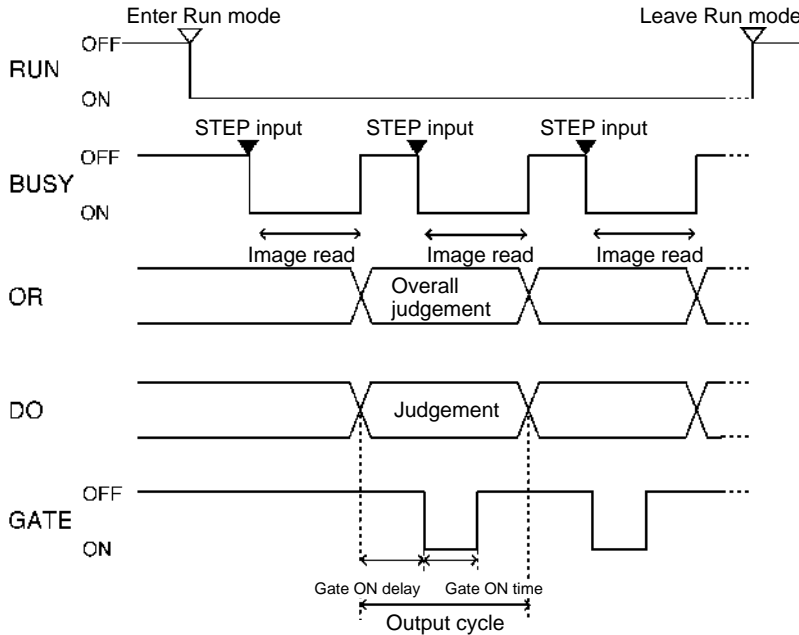 Enter Run mode
Leave Run mode
OFF
RUN
ON
STEP input
STEP input
STEP input
OFF
BUSY
ON
Image read
Image read
Image read
OR
Overall
judgement
DO
Judgement
OFF
GATE
ON
Gate ON delay
Gate ON time
Output cycle